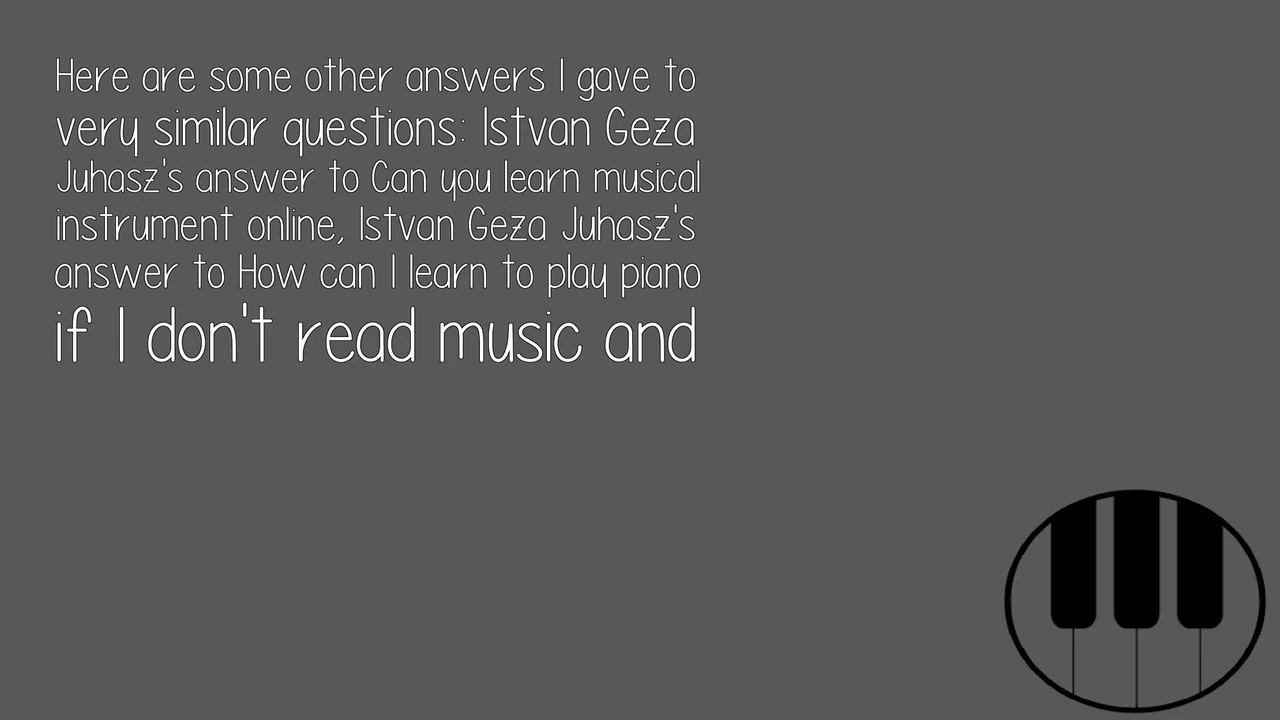 Here are some other answers I gave to
very similar questions: Istvan Geza
Juhasz's answer to Can you learn musical
instrument online, Istvan Geza Juhasz's
answer to How can I learn to play piano
if I don't read music and